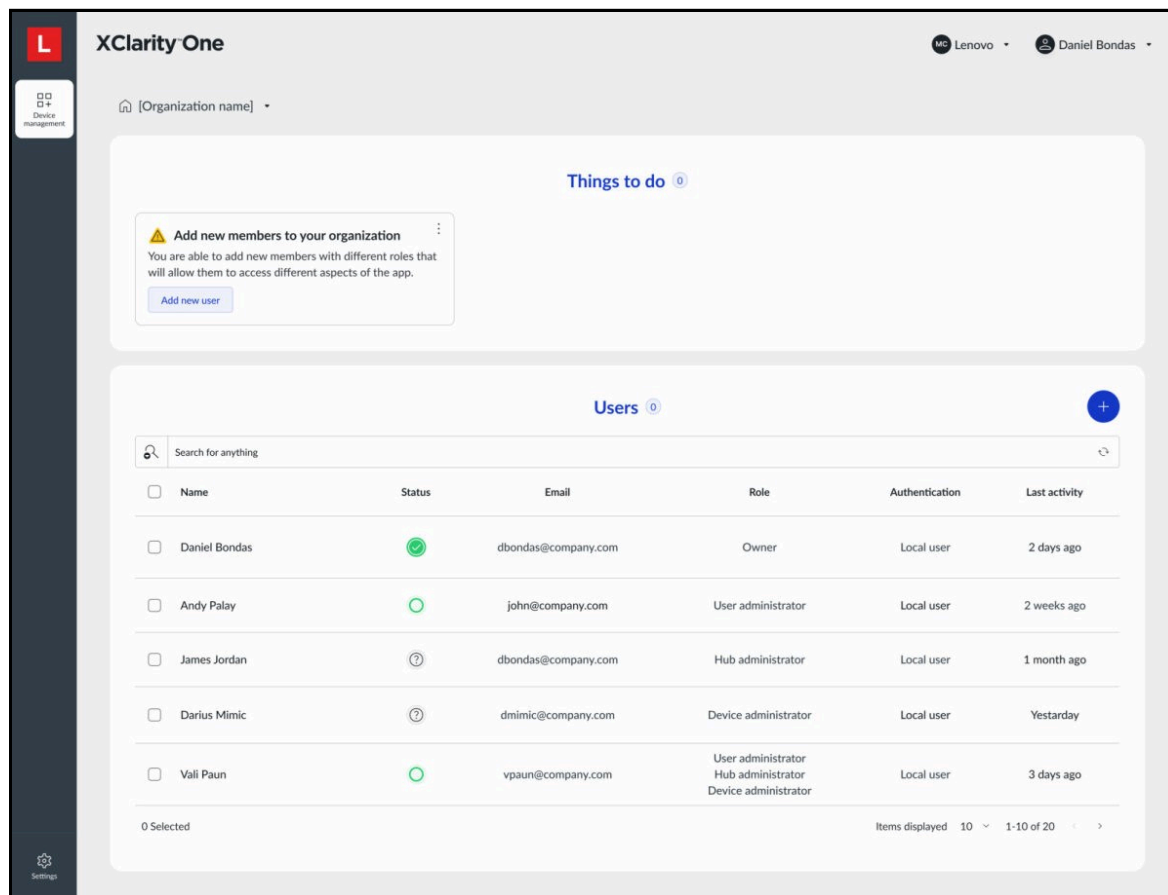 L
XClarity™One
MC Lenovo
Daniel Bondas
Device
management
[Organization name]
Things to do 0
Add new members to your organization
You are able to add new members with different roles that
will allow them to access different aspects of the app.
Add new user
Users 0
+
Search for anything
Name Status Email Role Authentication Last activity
Daniel Bondas dbondas@company.com Owner Local user 2 days ago
Andy Palay john@company.com User administrator Local user 2 weeks ago
James Jordan ? dbondas@company.com Hub administrator Local user 1 month ago
Darius Mimic ? dmimic@company.com Device administrator Local user Yestarday
Vali Paun vpaun@company.com User administrator
Hub administrator
Device administrator Local user 3 days ago
0 Selected Items displayed 10 1-10 of 20
Settings